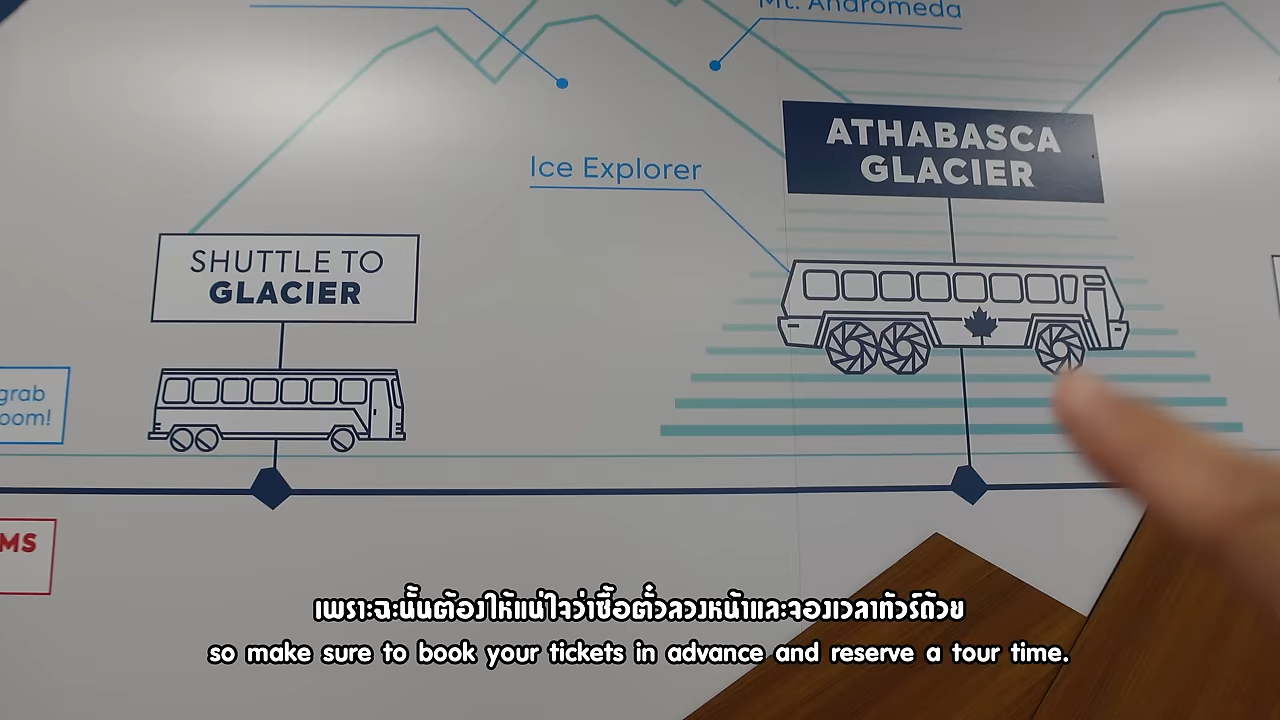 Mt. Andromeda
ATHABASCA
GLACIER
Ice Explorer
SHUTTLE TO
GLACIER
grab
oom!
MS
เพราะฉะนั้นต้องให้แน่ใจว่าซื้อตั๋วลวงหน้าและจองเวลาทัวร์ด้วย
so make sure to book your tickets in advance and reserve a tour time.